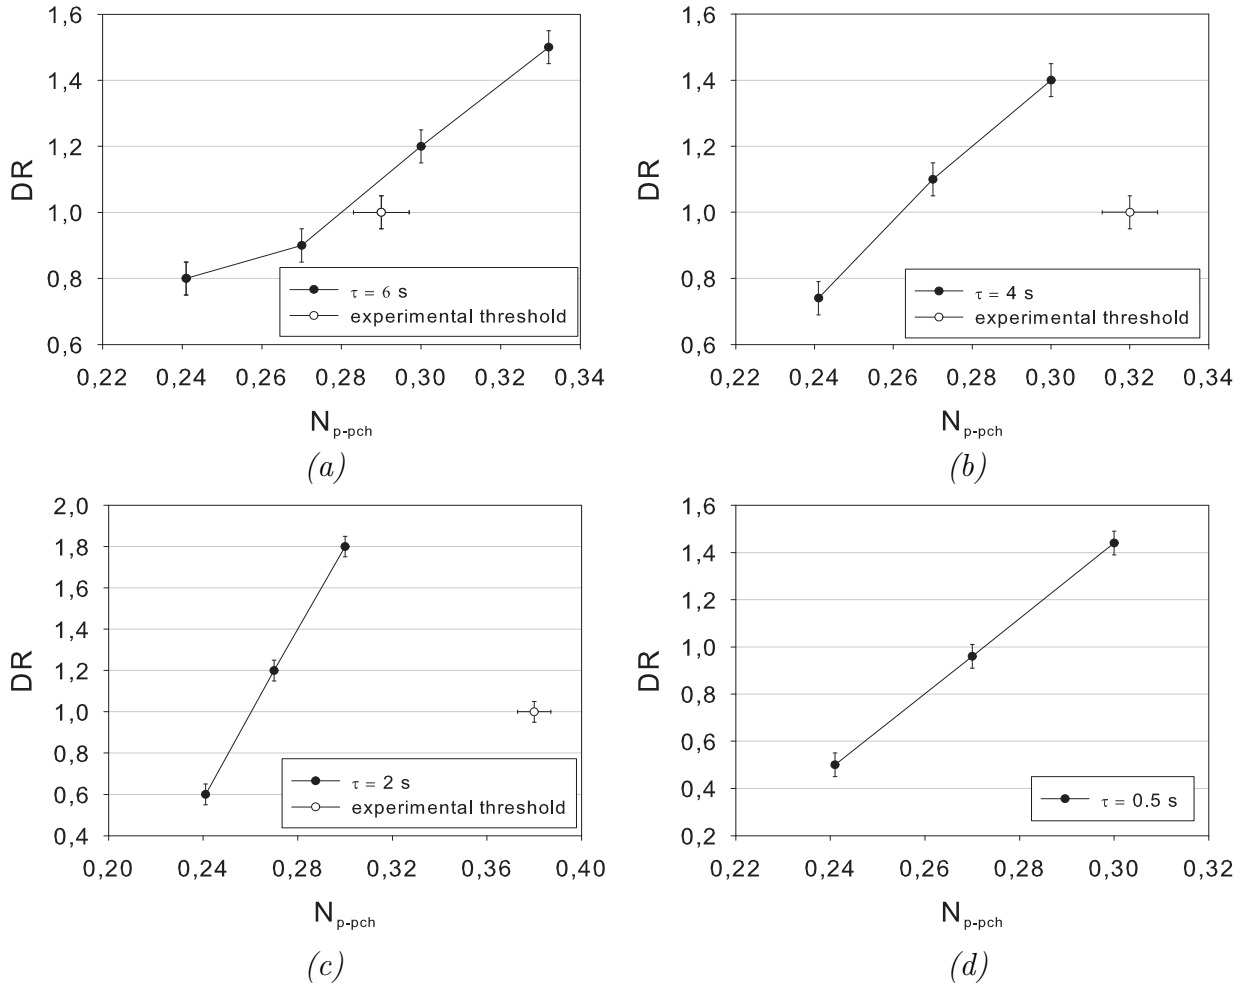 1,6
1,4
1,2
1,0
0,8
0,6
DR
0,22 0,24 0,26 0,28 0,30 0,32 0,34
N p-pch
τ = 6 s
experimental threshold
(a)
1,6
1,4
1,2
1,0
0,8
0,6
DR
0,22 0,24 0,26 0,28 0,30 0,32 0,34
N p-pch
τ = 4 s
experimental threshold
(b)
2,0
1,8
1,6
1,4
1,2
1,0
0,8
0,6
0,4
DR
0,20 0,24 0,28 0,32 0,36 0,40
N p-pch
τ = 2 s
experimental threshold
(c)
1,6
1,4
1,2
1,0
0,8
0,6
0,4
0,2
DR
0,22 0,24 0,26 0,28 0,30 0,32
N p-pch
τ = 0.5 s
(d)